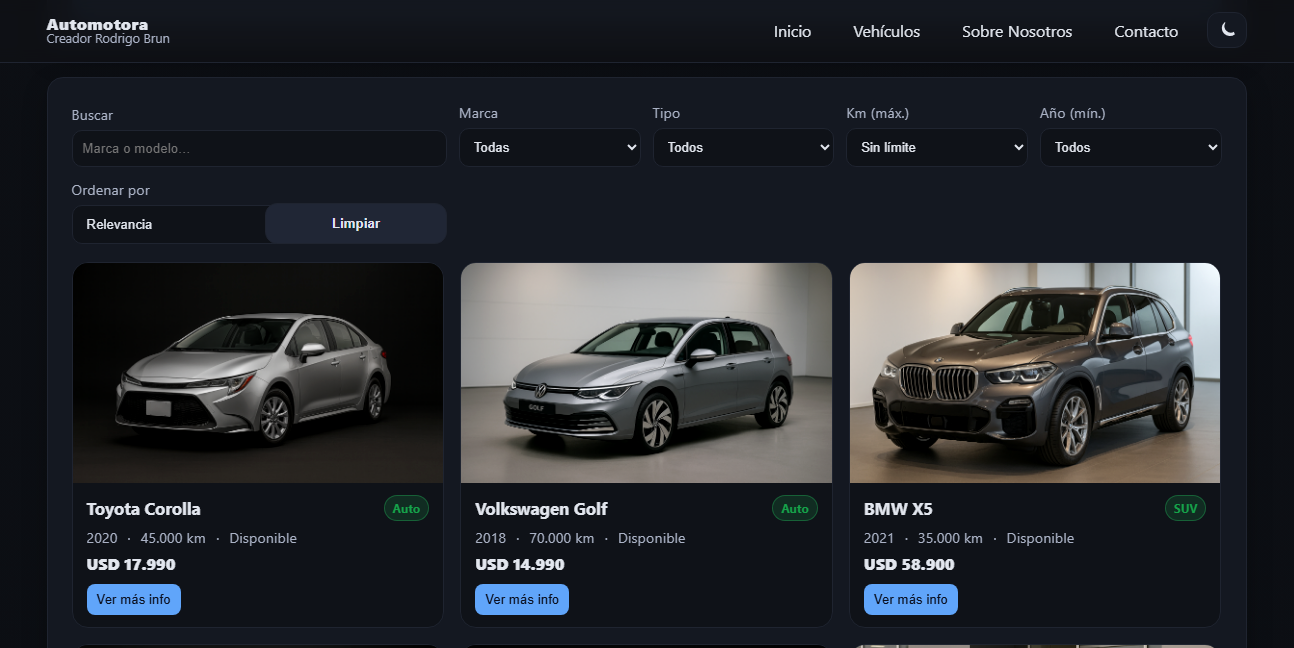 Automotora
Creador Rodrigo Brun
Inicio Vehículos Sobre Nosotros Contacto
Buscar Marca Tipo Km (máx.) Año (mín.)
Marca o modelo... Todas Todos Sin límite Todos
Ordenar por
Relevancia Limpiar
GOLF
Toyota Corolla Auto
2020 · 45.000 km · Disponible
USD 17.990
Ver más info
Volkswagen Golf Auto
2018 · 70.000 km · Disponible
USD 14.990
Ver más info
BMW X5 SUV
2021 · 35.000 km · Disponible
USD 58.900
Ver más info